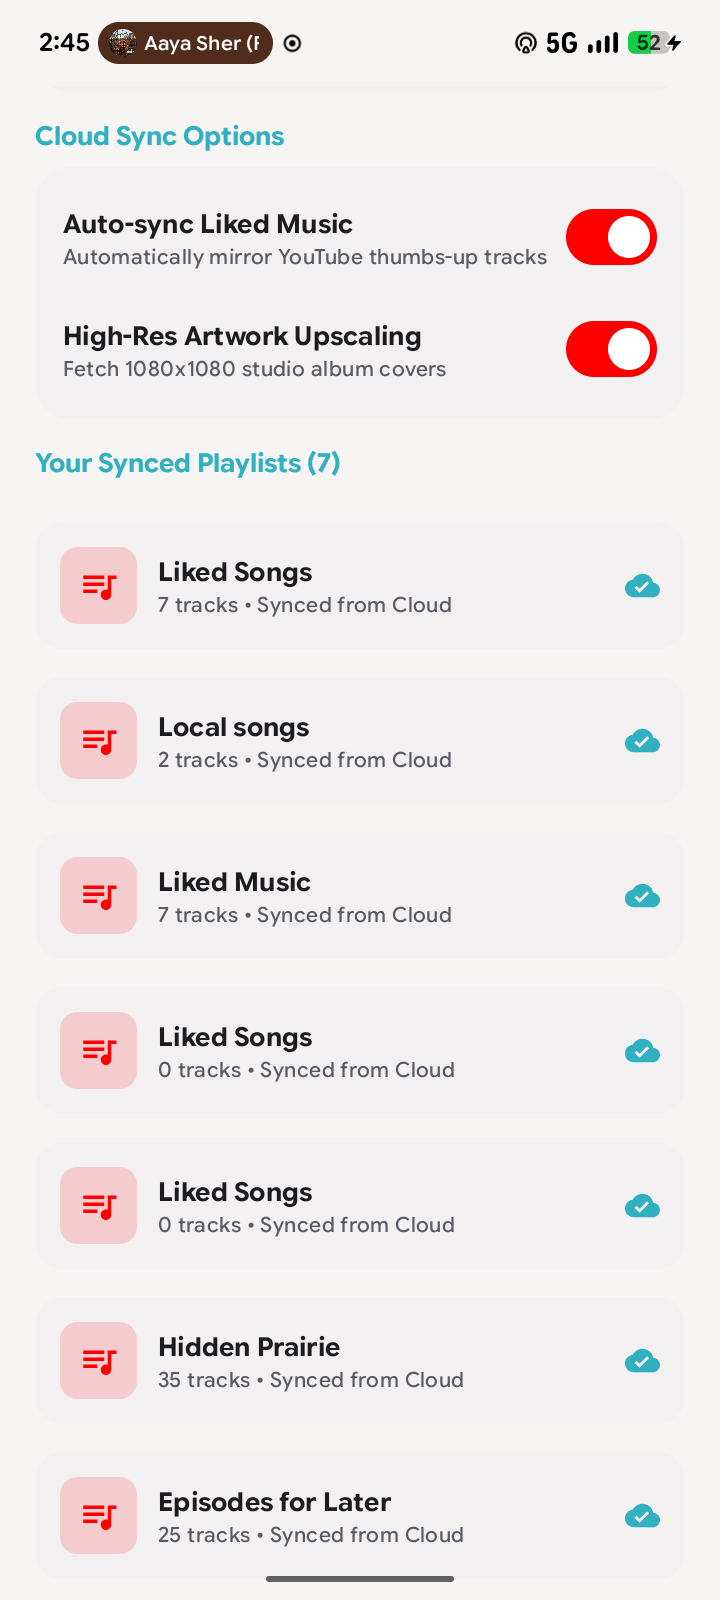 2:45 Aaya Sher (F 5G 52
Cloud Sync Options
Auto-sync Liked Music
Automatically mirror YouTube thumbs-up tracks
High-Res Artwork Upscaling
Fetch 1080x1080 studio album covers
Your Synced Playlists (7)
Liked Songs
7 tracks • Synced from Cloud
Local songs
2 tracks • Synced from Cloud
Liked Music
7 tracks • Synced from Cloud
Liked Songs
0 tracks • Synced from Cloud
Liked Songs
0 tracks • Synced from Cloud
Hidden Prairie
35 tracks • Synced from Cloud
Episodes for Later
25 tracks • Synced from Cloud